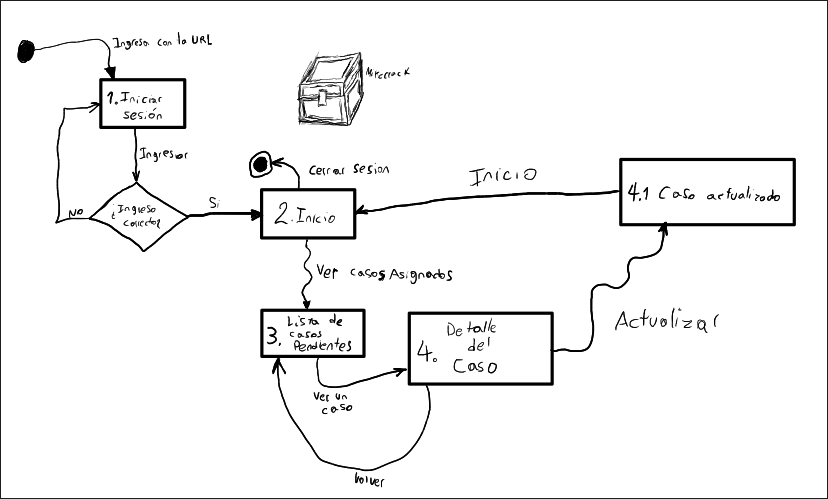 Ingresa con la URL
1. Iniciar
sesión
Ingresar
¿Ingreso
correcto?
No
Si
Cerrar sesion
2. Inicio
Inicio
4.1 Caso actualizado
Ver casos Asignados
3. Lista de
casos
Pendientes
Ver un
caso
4. Detalle
del
Caso
Actualizar
Volver